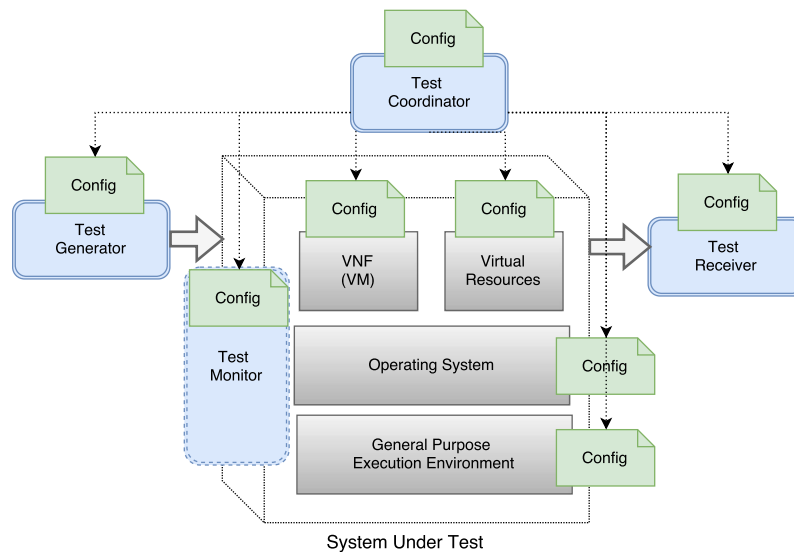 Config
Test
Coordinator
Config
Test
Generator
Config
Config
Config
Test
Receiver
VNF
(VM)
Virtual
Resources
Config
Test
Monitor
Operating System
Config
General Purpose
Execution Environment
Config
System Under Test